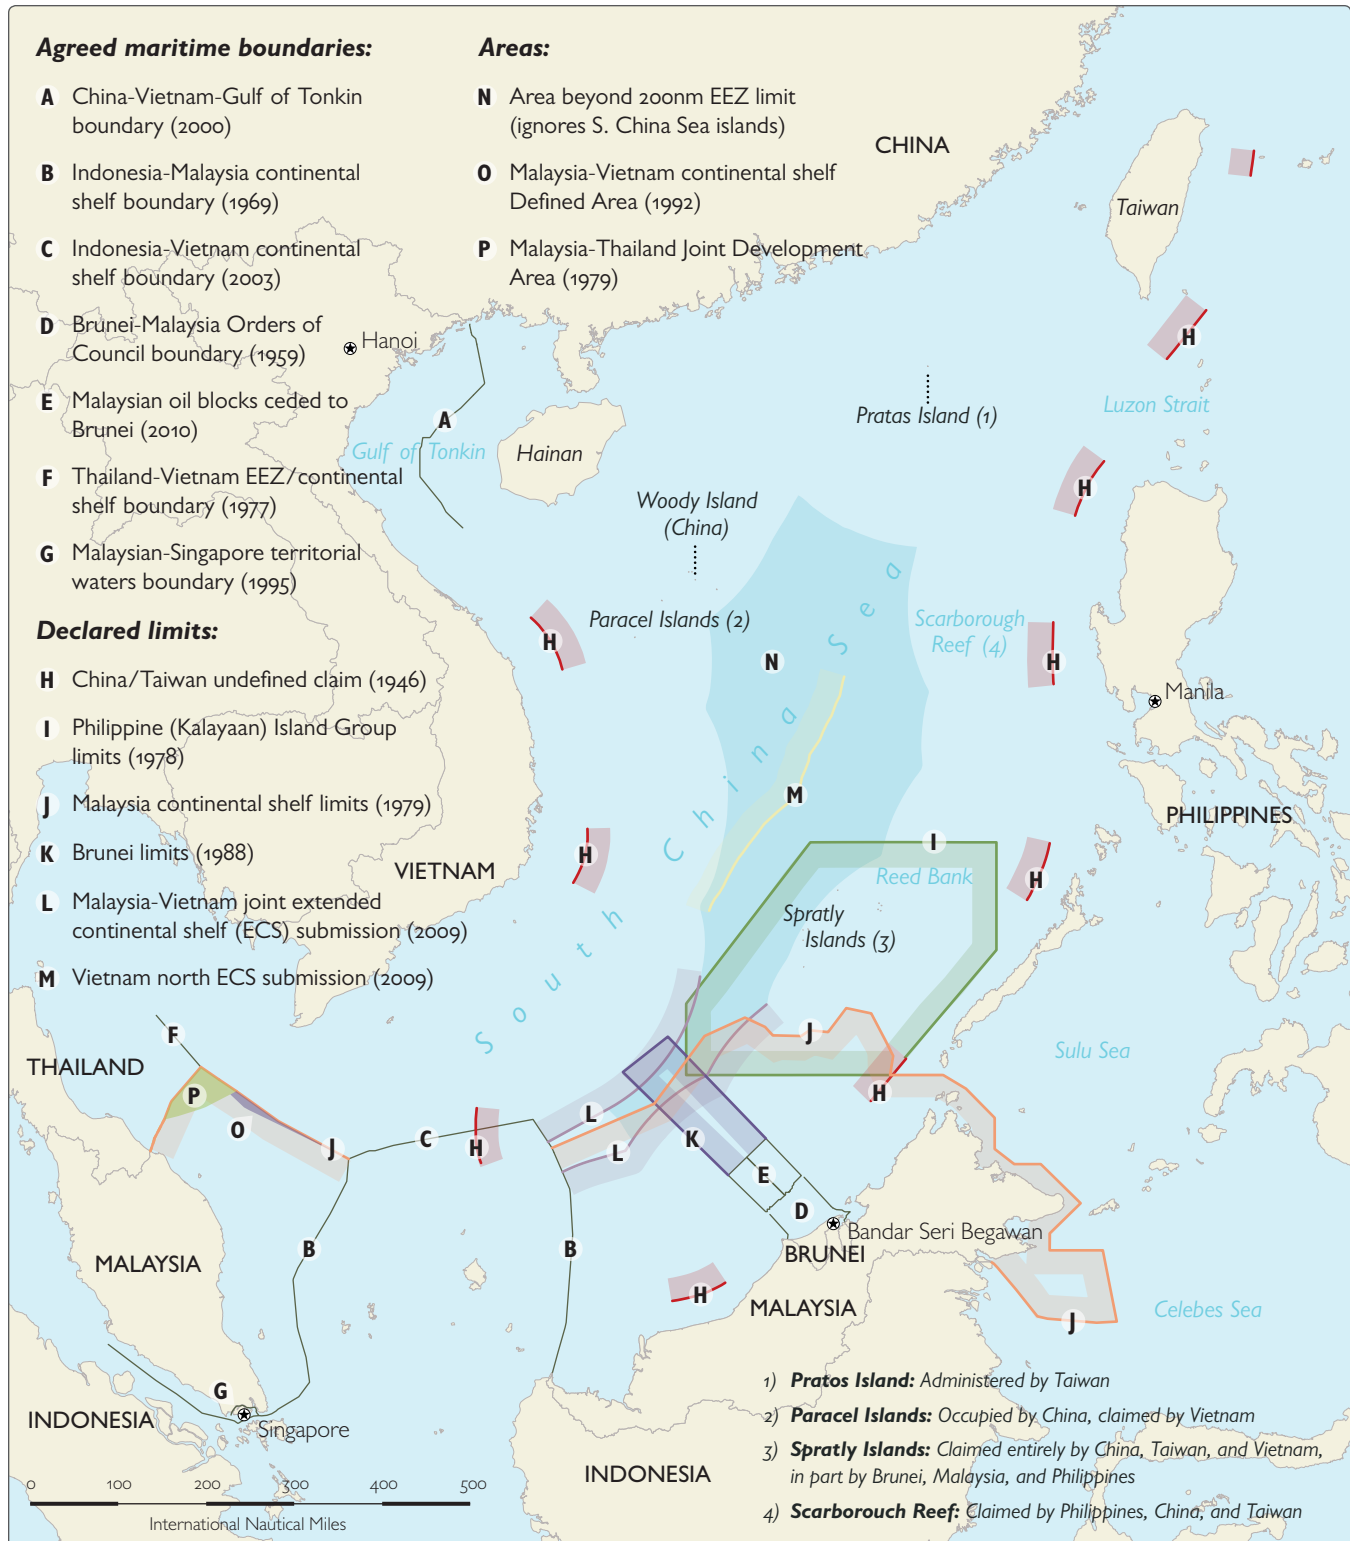 Agreed maritime boundaries:
A China-Vietnam-Gulf of Tonkin
boundary (2000)
B Indonesia-Malaysia continental
shelf boundary (1969)
C Indonesia-Vietnam continental
shelf boundary (2003)
D Brunei-Malaysia Orders of
Council boundary (1959)
E Malaysian oil blocks ceded to
Brunei (2010)
F Thailand-Vietnam EEZ/continental
shelf boundary (1977)
G Malaysian-Singapore territorial
waters boundary (1995)
Declared limits:
H China/Taiwan undefined claim (1946)
I Philippine (Kalayaan) Island Group
limits (1978)
J Malaysia continental shelf limits (1979)
K Brunei limits (1988)
L Malaysia-Vietnam joint extended
continental shelf (ECS) submission (2009)
M Vietnam north ECS submission (2009)
Areas:
N Area beyond 200nm EEZ limit
(ignores S. China Sea islands)
O Malaysia-Vietnam continental shelf
Defined Area (1992)
P Malaysia-Thailand Joint Development
Area (1979)
CHINA
Taiwan
H
Hanoi
A
Gulf of Tonkin
Hainan
Pratas Island (1)
Luzon Strait
H
Woody Island
(China)
H
Paracel Islands (2)
Scarborough
Reef (4)
N
H
Manila
South China Sea
M
PHILIPPINES
VIETNAM
H
I
Reed Bank
H
Spratly
Islands (3)
F
THAILAND
J
Sulu Sea
P
O
J
C
H
L
L
K
H
E
D
Bandar Seri Begawan
BRUNEI
B
B
MALAYSIA
H
MALAYSIA
Celebes Sea
J
G
INDONESIA
Singapore
INDONESIA
0 100 200 300 400 500
International Nautical Miles
1) Pratos Island: Administered by Taiwan
2) Paracel Islands: Occupied by China, claimed by Vietnam
3) Spratly Islands: Claimed entirely by China, Taiwan, and Vietnam,
in part by Brunei, Malaysia, and Philippines
4) Scarborouch Reef: Claimed by Philippines, China, and Taiwan